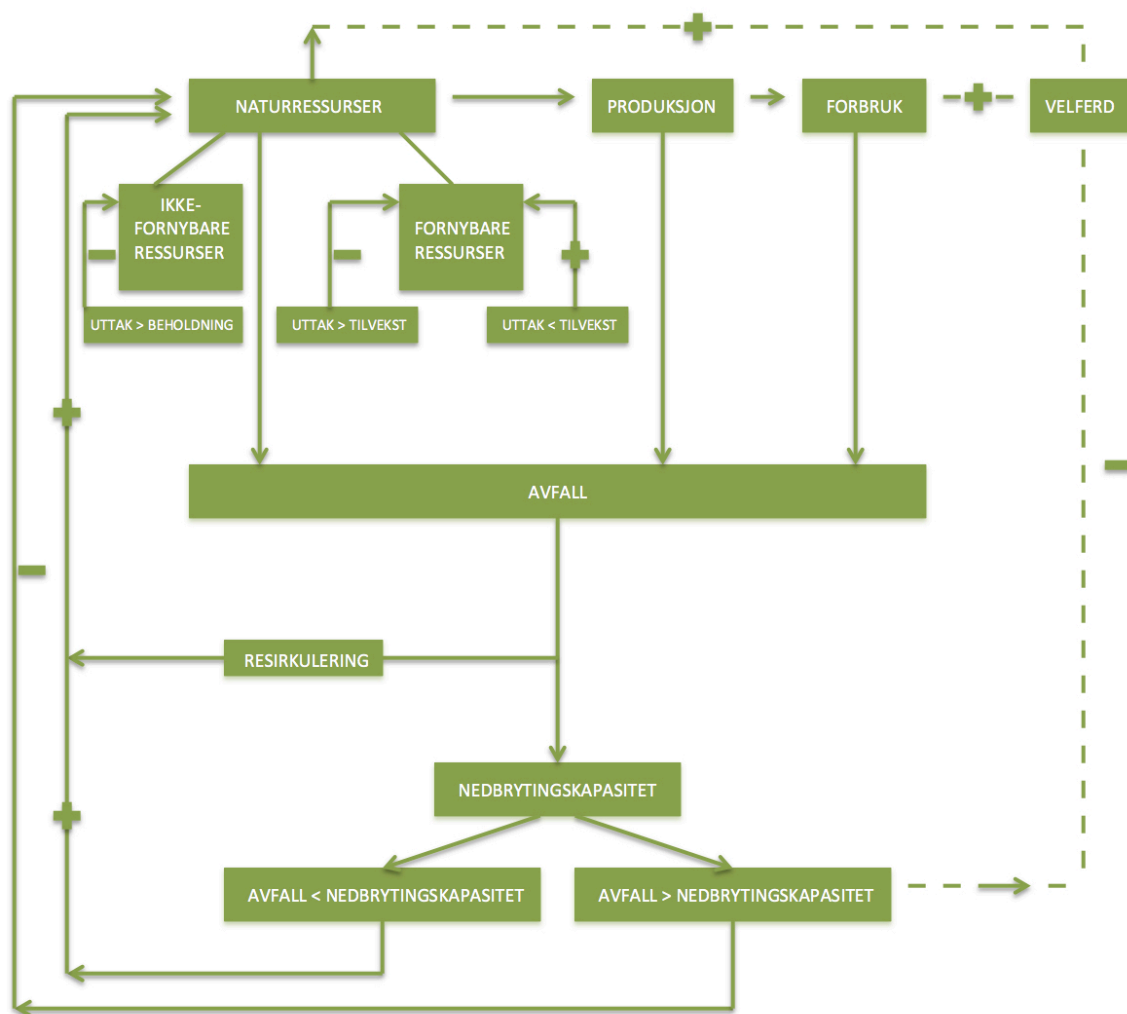 NATURRESSURSER
PRODUKSJON
FORBRUK
VELFERD
IKKE-
FORNYBARE
RESSURSER
FORNYBARE
RESSURSER
UTTAK > BEHOLDNING
UTTAK > TILVEKST
UTTAK < TILVEKST
AVFALL
RESIRKULERING
NEDBRYTINGSKAPASITET
AVFALL < NEDBRYTINGSKAPASITET
AVFALL > NEDBRYTINGSKAPASITET